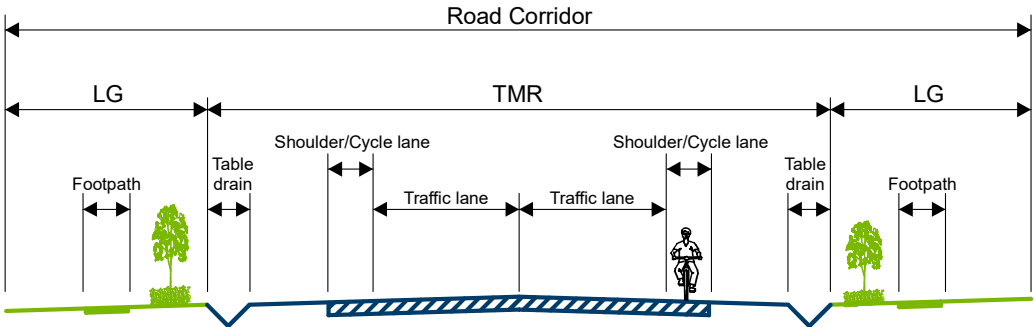 Road Corridor
LG
TMR
LG
Shoulder/Cycle lane
Shoulder/Cycle lane
Table
drain
Table
drain
Footpath
Traffic lane
Traffic lane
Footpath